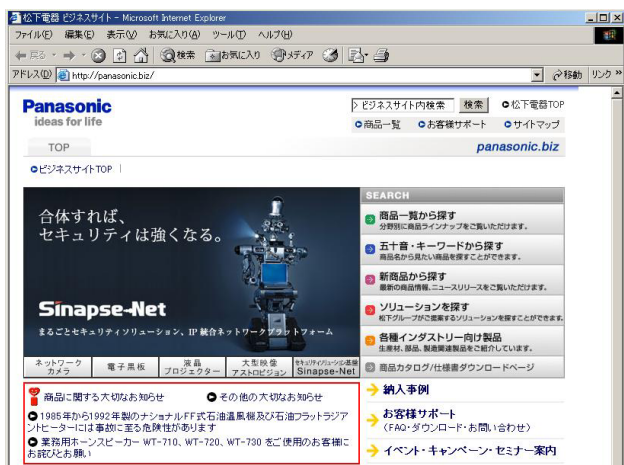 松下電器 ビジネスサイト - Microsoft Internet Explorer
ファイル(F) 編集(E) 表示(V) お気に入り(A) ツール(T) ヘルプ(H)
戻る 検索 お気に入り メディア
アドレス(D) http://panasonic.biz/ 移動 リンク »
Panasonic
ideas for life
> ビジネスサイト内検索 検索 松下電器TOP
商品一覧 お客様サポート サイトマップ
TOP
panasonic.biz
ビジネスサイトTOP |
合体すれば、
セキュリティは強くなる。
Sinapse-Net
まるごとセキュリティソリューション、IP 統合ネットワークプラットフォーム
SEARCH
商品一覧から探す
分野別に商品ラインナップをご覧いただけます。
五十音・キーワードから探す
商品名から見たい商品を探すことができます。
新商品から探す
最新の商品情報、ニュースリリースをご覧いただけます。
ソリューションを探す
松下グループがご提案するソリューションを探すことができます。
各種インダストリー向け製品
生産材、部品、製造関連製品をご紹介しています。
商品カタログ/仕様書ダウンロードページ
ネットワーク
カメラ
電子黒板
液晶
プロジェクター
大型映像
アストロビジョン
セキュリティソリューション基盤
Sinapse-Net
商品に関する大切なお知らせ その他の大切なお知らせ
1985年から1992年製のナショナルFF式石油温風機及び石油フラットラジア
ントヒーターには事故に至る危険性があります
業務用ホーンスピーカー WT-710、WT-720、WT-730 をご使用のお客様に
お詫びとお願い
納入事例
お客様サポート
(FAQ・ダウンロード・お問い合わせ)
イベント・キャンペーン・セミナー案内